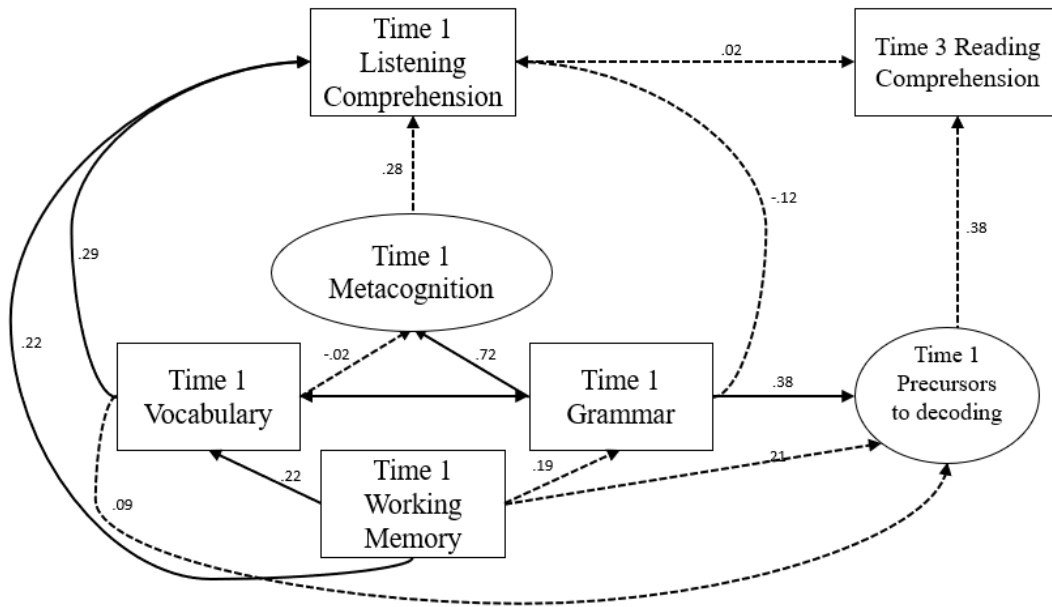 Time 1
Listening
Comprehension
.02
Time 3 Reading
Comprehension
.28
-.12
.38
.29
Time 1
Metacognition
.22
-.02
.72
Time 1
Vocabulary
Time 1
Grammar
.38
Time 1
Precursors
to decoding
.22
Time 1
Working
Memory
.19
.21
.09